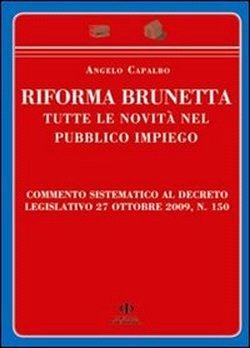 Angelo Capalbo
RIFORMA BRUNETTA
TUTTE LE NOVITÀ NEL
PUBBLICO IMPIEGO
COMMENTO SISTEMATICO AL DECRETO
LEGISLATIVO 27 OTTOBRE 2009, N. 150